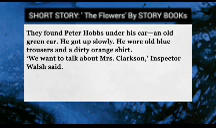 SHORT STORY: 'The Flowers' By STORY BOOKs
They found Peter Hobbs under his car—an old
green car. He got up slowly. He wore old blue
trousers and a dirty orange shirt.
'We want to talk about Mrs. Clarkson,' Inspector
Walsh said.